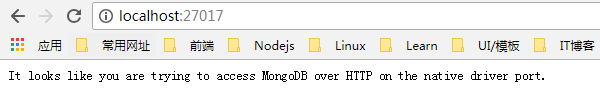 localhost:27017
应用 常用网址 前端 Nodejs Linux Learn UI/模板 IT博客
It looks like you are trying to access MongoDB over HTTP on the native driver port.